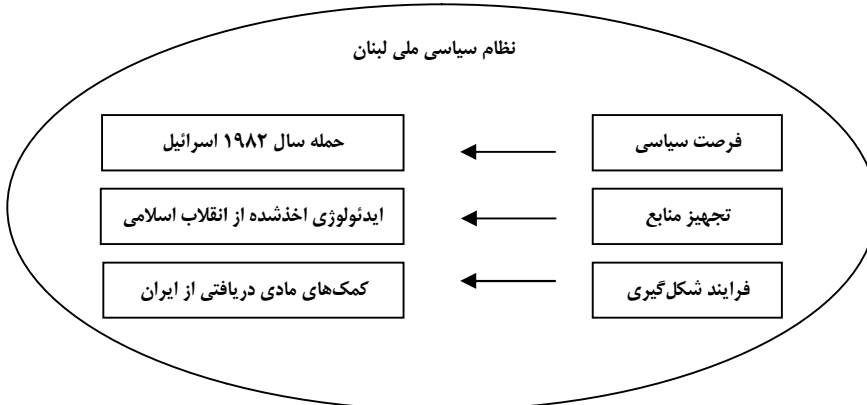 نظام سیاسی ملی لبنان
فرصت سیاسی
حمله سال ۱۹۸۲ اسرائیل
تجهیز منابع
ایدئولوژی اخذشده از انقلاب اسلامی
فرایند شکل‌گیری
کمک‌های مادی دریافتی از ایران